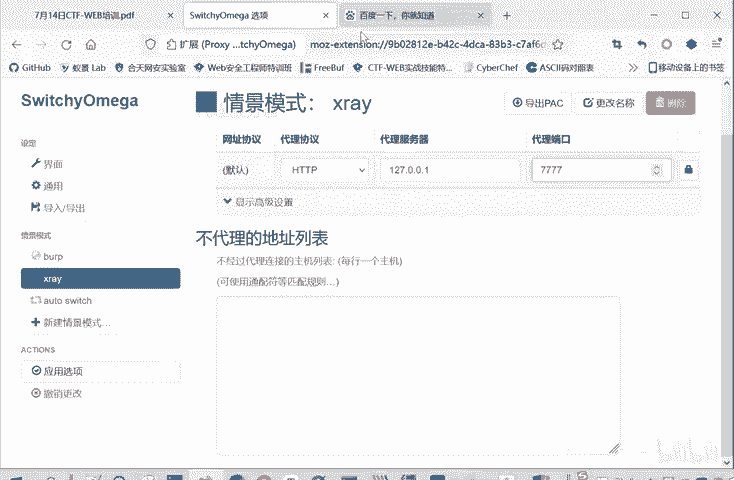 7月14日CTF-WEB培训.pdf
SwitchyOmega 选项
百度一下，你就知道
扩展 (Proxy ...tchyOmega)
moz-extension://9b02812e-b42c-4dca-83b3-c7af6c
GitHub
蚁景 Lab
合天网安实验室
Web安全工程师特训班
FreeBuf
CTF-WEB实战技能特...
CyberChef
ASCII码对照表
移动设备上的书签
SwitchyOmega
情景模式： xray
导出PAC
更改名称
删除
设定
界面
通用
导入/导出
情景模式
burp
xray
auto switch
新建情景模式...
ACTIONS
应用选项
撤销更改
网址协议 代理协议 代理服务器 代理端口
(默认) HTTP 127.0.0.1 7777
显示高级设置
不代理的地址列表
不经过代理连接的主机列表: (每行一个主机)
(可使用通配符等匹配规则...)
bilibili